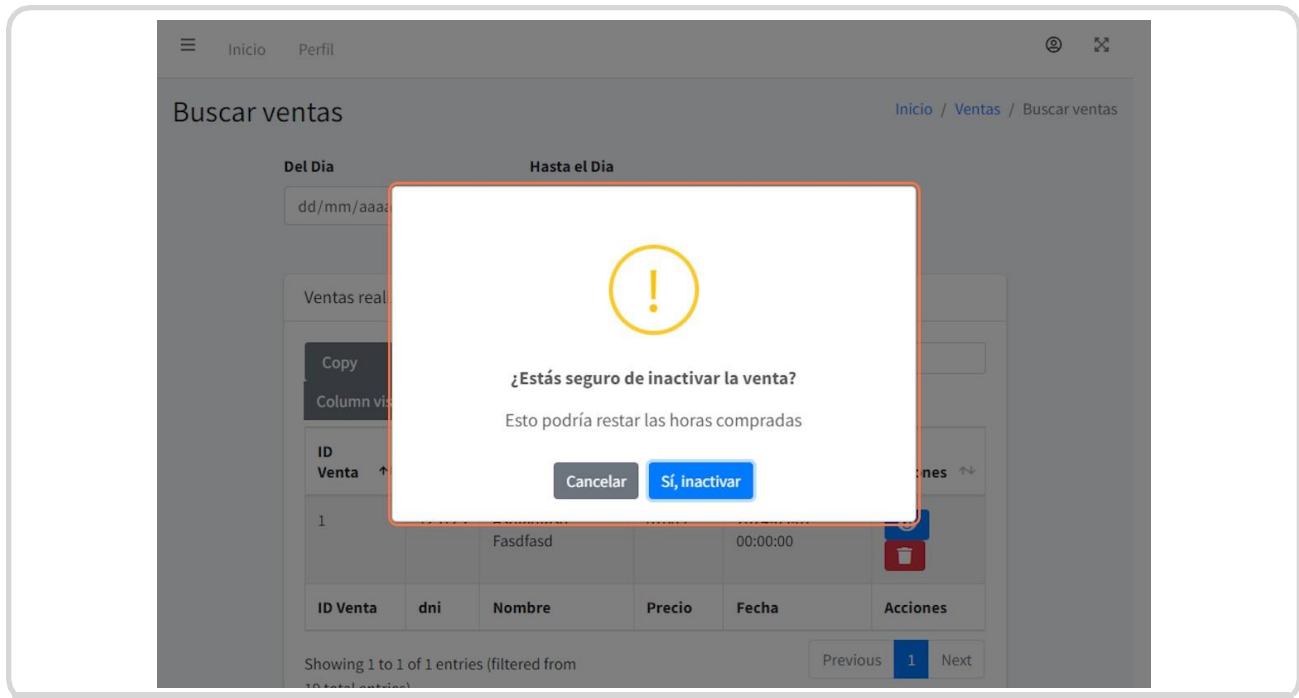 Inicio Perfil
Buscar ventas
Inicio / Ventas / Buscar ventas
Del Dia
Hasta el Dia
dd/mm/aaaa
Ventas real
¿Estás seguro de inactivar la venta?
Esto podría restar las horas compradas
Cancelar
Sí, inactivar
Copy
Column vis
ID
Venta
nes
1
Fasdfasd
00:00:00
ID Venta dni Nombre Precio Fecha Acciones
Showing 1 to 1 of 1 entries (filtered from
Previous 1 Next